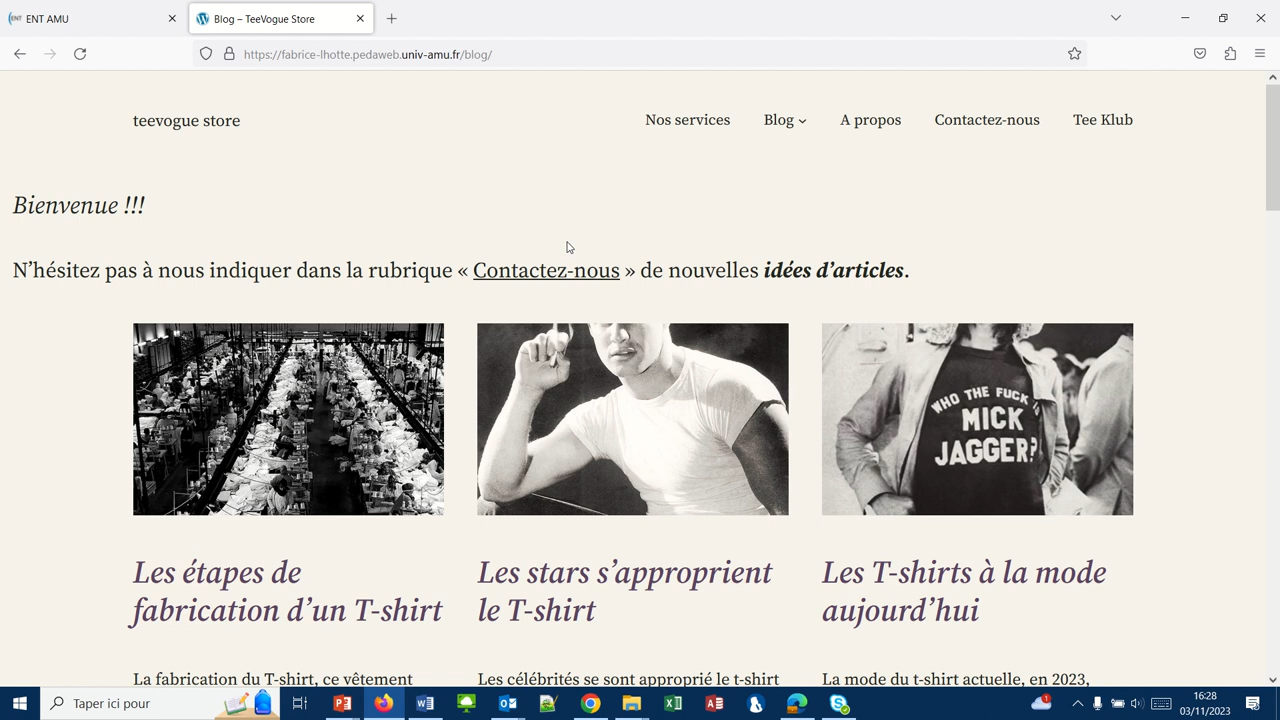 ENT AMU
Blog – TeeVogue Store
https://fabrice-lhotte.pedaweb.univ-amu.fr/blog/
teevogue store
Nos services
Blog
A propos
Contactez-nous
Tee Klub
Bienvenue !!!
N'hésitez pas à nous indiquer dans la rubrique « Contactez-nous » de nouvelles idées d'articles.
WHO THE FUCK IS
MICK
JAGGER?
Les étapes de
fabrication d'un T-shirt
Les stars s'approprient
le T-shirt
Les T-shirts à la mode
aujourd'hui
La fabrication du T-shirt, ce vêtement
Les célébrités se sont approprié le t-shirt
La mode du t-shirt actuelle, en 2023,
Taper ici pour
16:28
03/11/2023